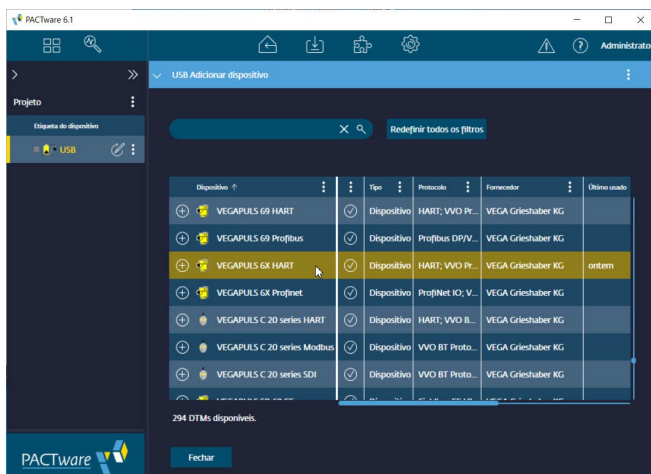 PACTware 6.1
Administrato
USB Adicionar dispositivo
Projeto
Etiqueta do dispositivo
USB
Redefinir todos os filtros
Dispositivo ↑ Tipo Protocolo Fornecedor Último usado
VEGAPULS 69 HART Dispositivo HART; VVO Pr... VEGA Grieshaber KG
VEGAPULS 69 Profibus Dispositivo Profibus DP/V... VEGA Grieshaber KG
VEGAPULS 6X HART Dispositivo HART; VVO Pr... VEGA Grieshaber KG ontem
VEGAPULS 6X Profinet Dispositivo ProfiNet IO; V... VEGA Grieshaber KG
VEGAPULS C 20 series HART Dispositivo HART; VVO B... VEGA Grieshaber KG
VEGAPULS C 20 series Modbus Dispositivo VVO BT Proto... VEGA Grieshaber KG
VEGAPULS C 20 series SDI Dispositivo VVO BT Proto... VEGA Grieshaber KG
294 DTMs disponíveis.
Fechar
PACTware